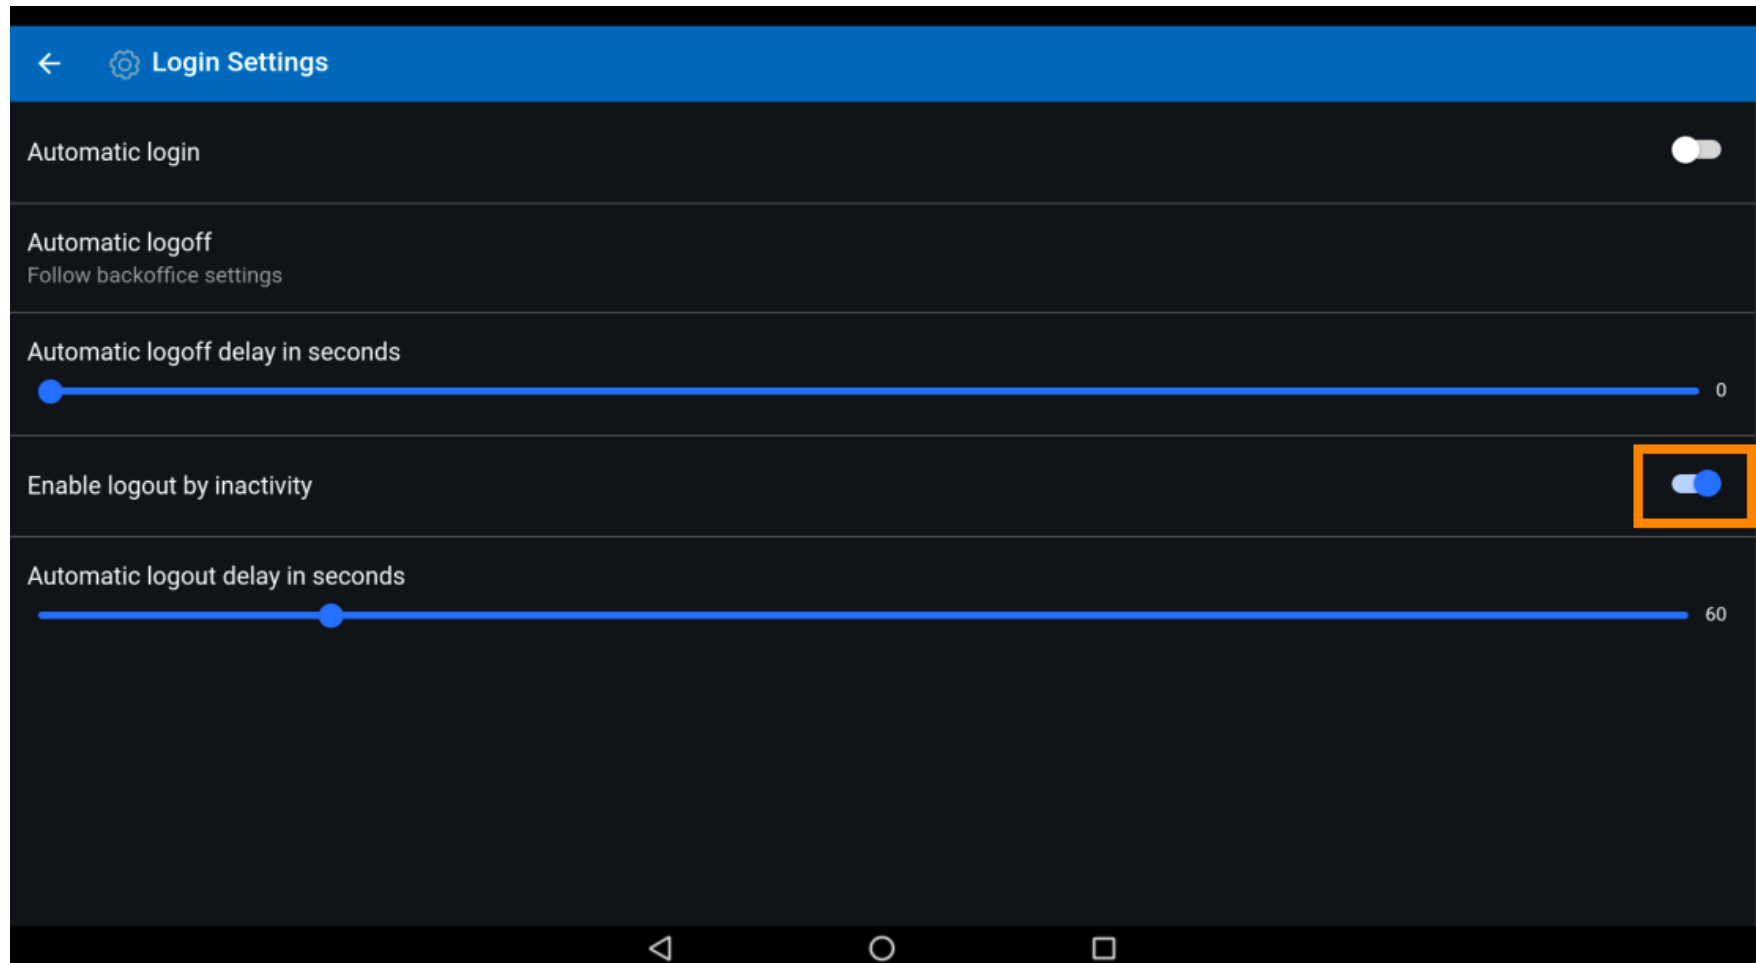 Login Settings
Automatic login
Automatic logoff
Follow backoffice settings
Automatic logoff delay in seconds
0
Enable logout by inactivity
Automatic logout delay in seconds
60